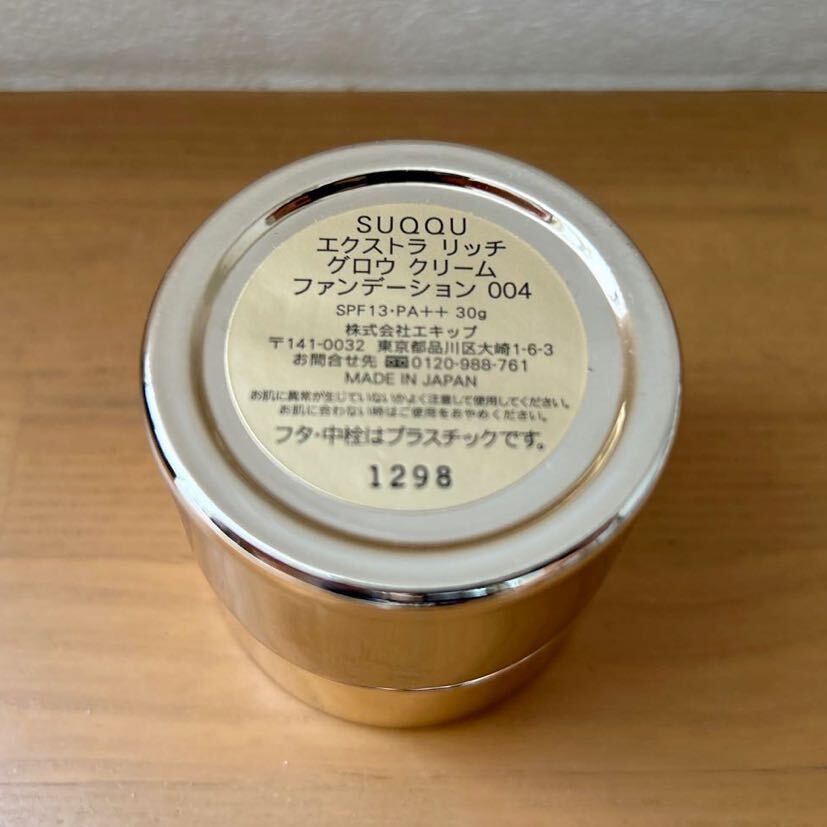 SUQQU
エクストラ リッチ
グロウ クリーム
ファンデーション 004
SPF13・PA++ 30g
株式会社エキップ
〒141-0032 東京都品川区大崎1-6-3
お問合せ先 0120-988-761
MADE IN JAPAN
お肌に異常が生じていないかよく注意して使用してください。
お肌に合わない時はご使用をおやめください。
フタ・中栓はプラスチックです。
1298